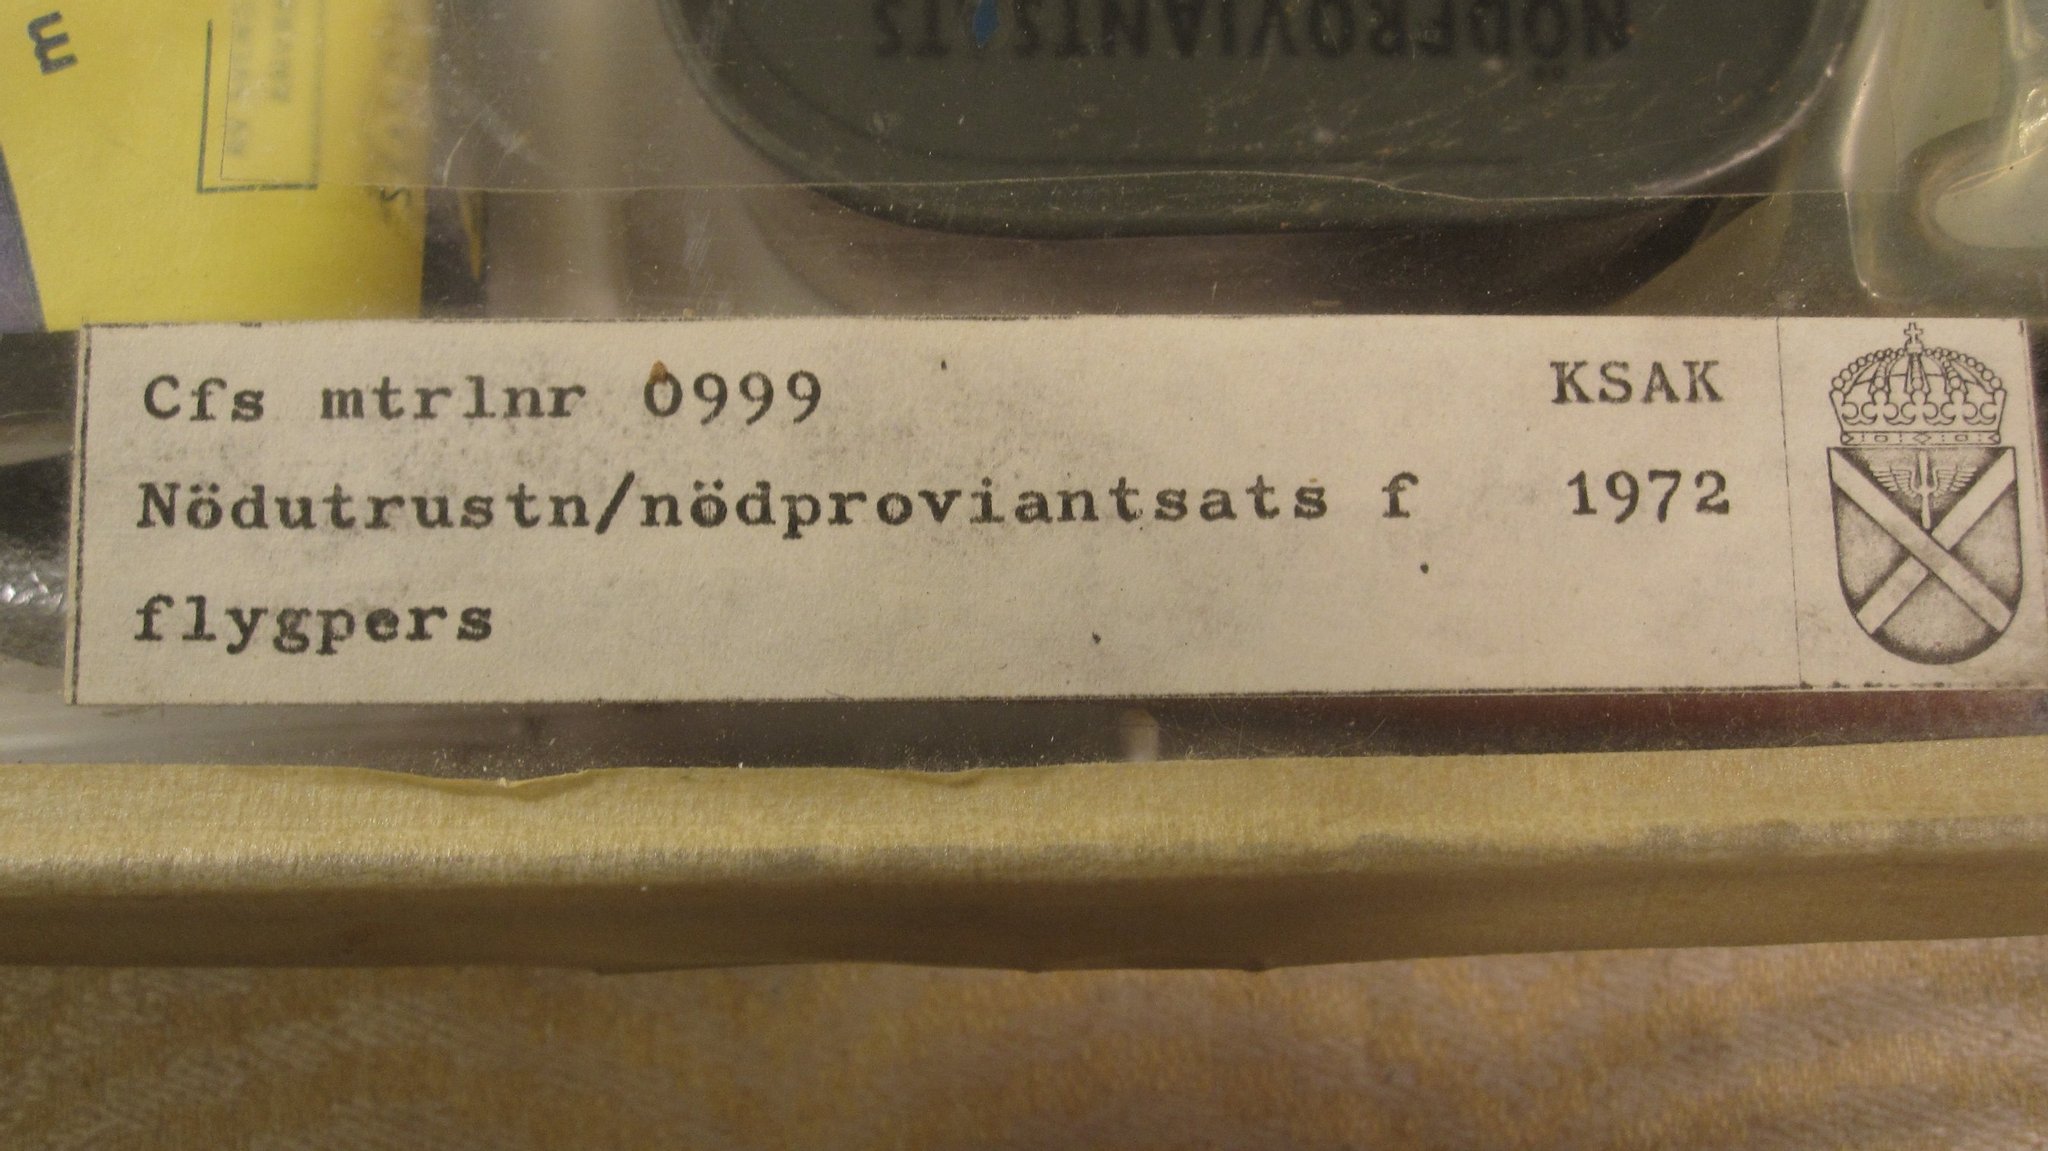 m
NÖDPROVIANTSATS
Cfs mtrlnr 0999 KSAK
Nödutrustn/nödproviantsats f 1972
flygpers